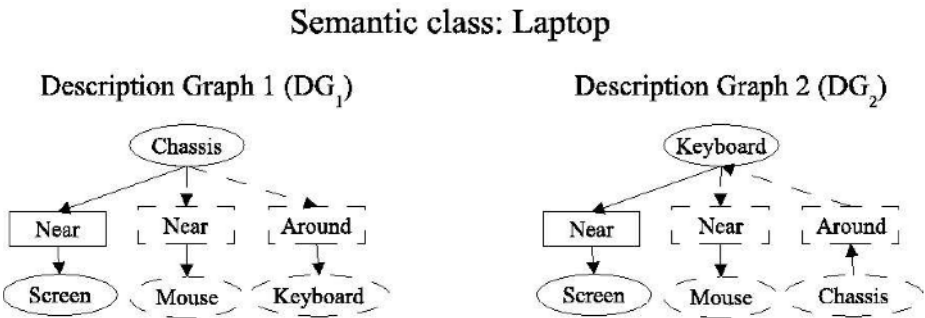 Semantic class: Laptop
Description Graph 1 (DG1)
Description Graph 2 (DG2)
Chassis
Keyboard
Near
Near
Around
Near
Near
Around
Screen
Mouse
Keyboard
Screen
Mouse
Chassis